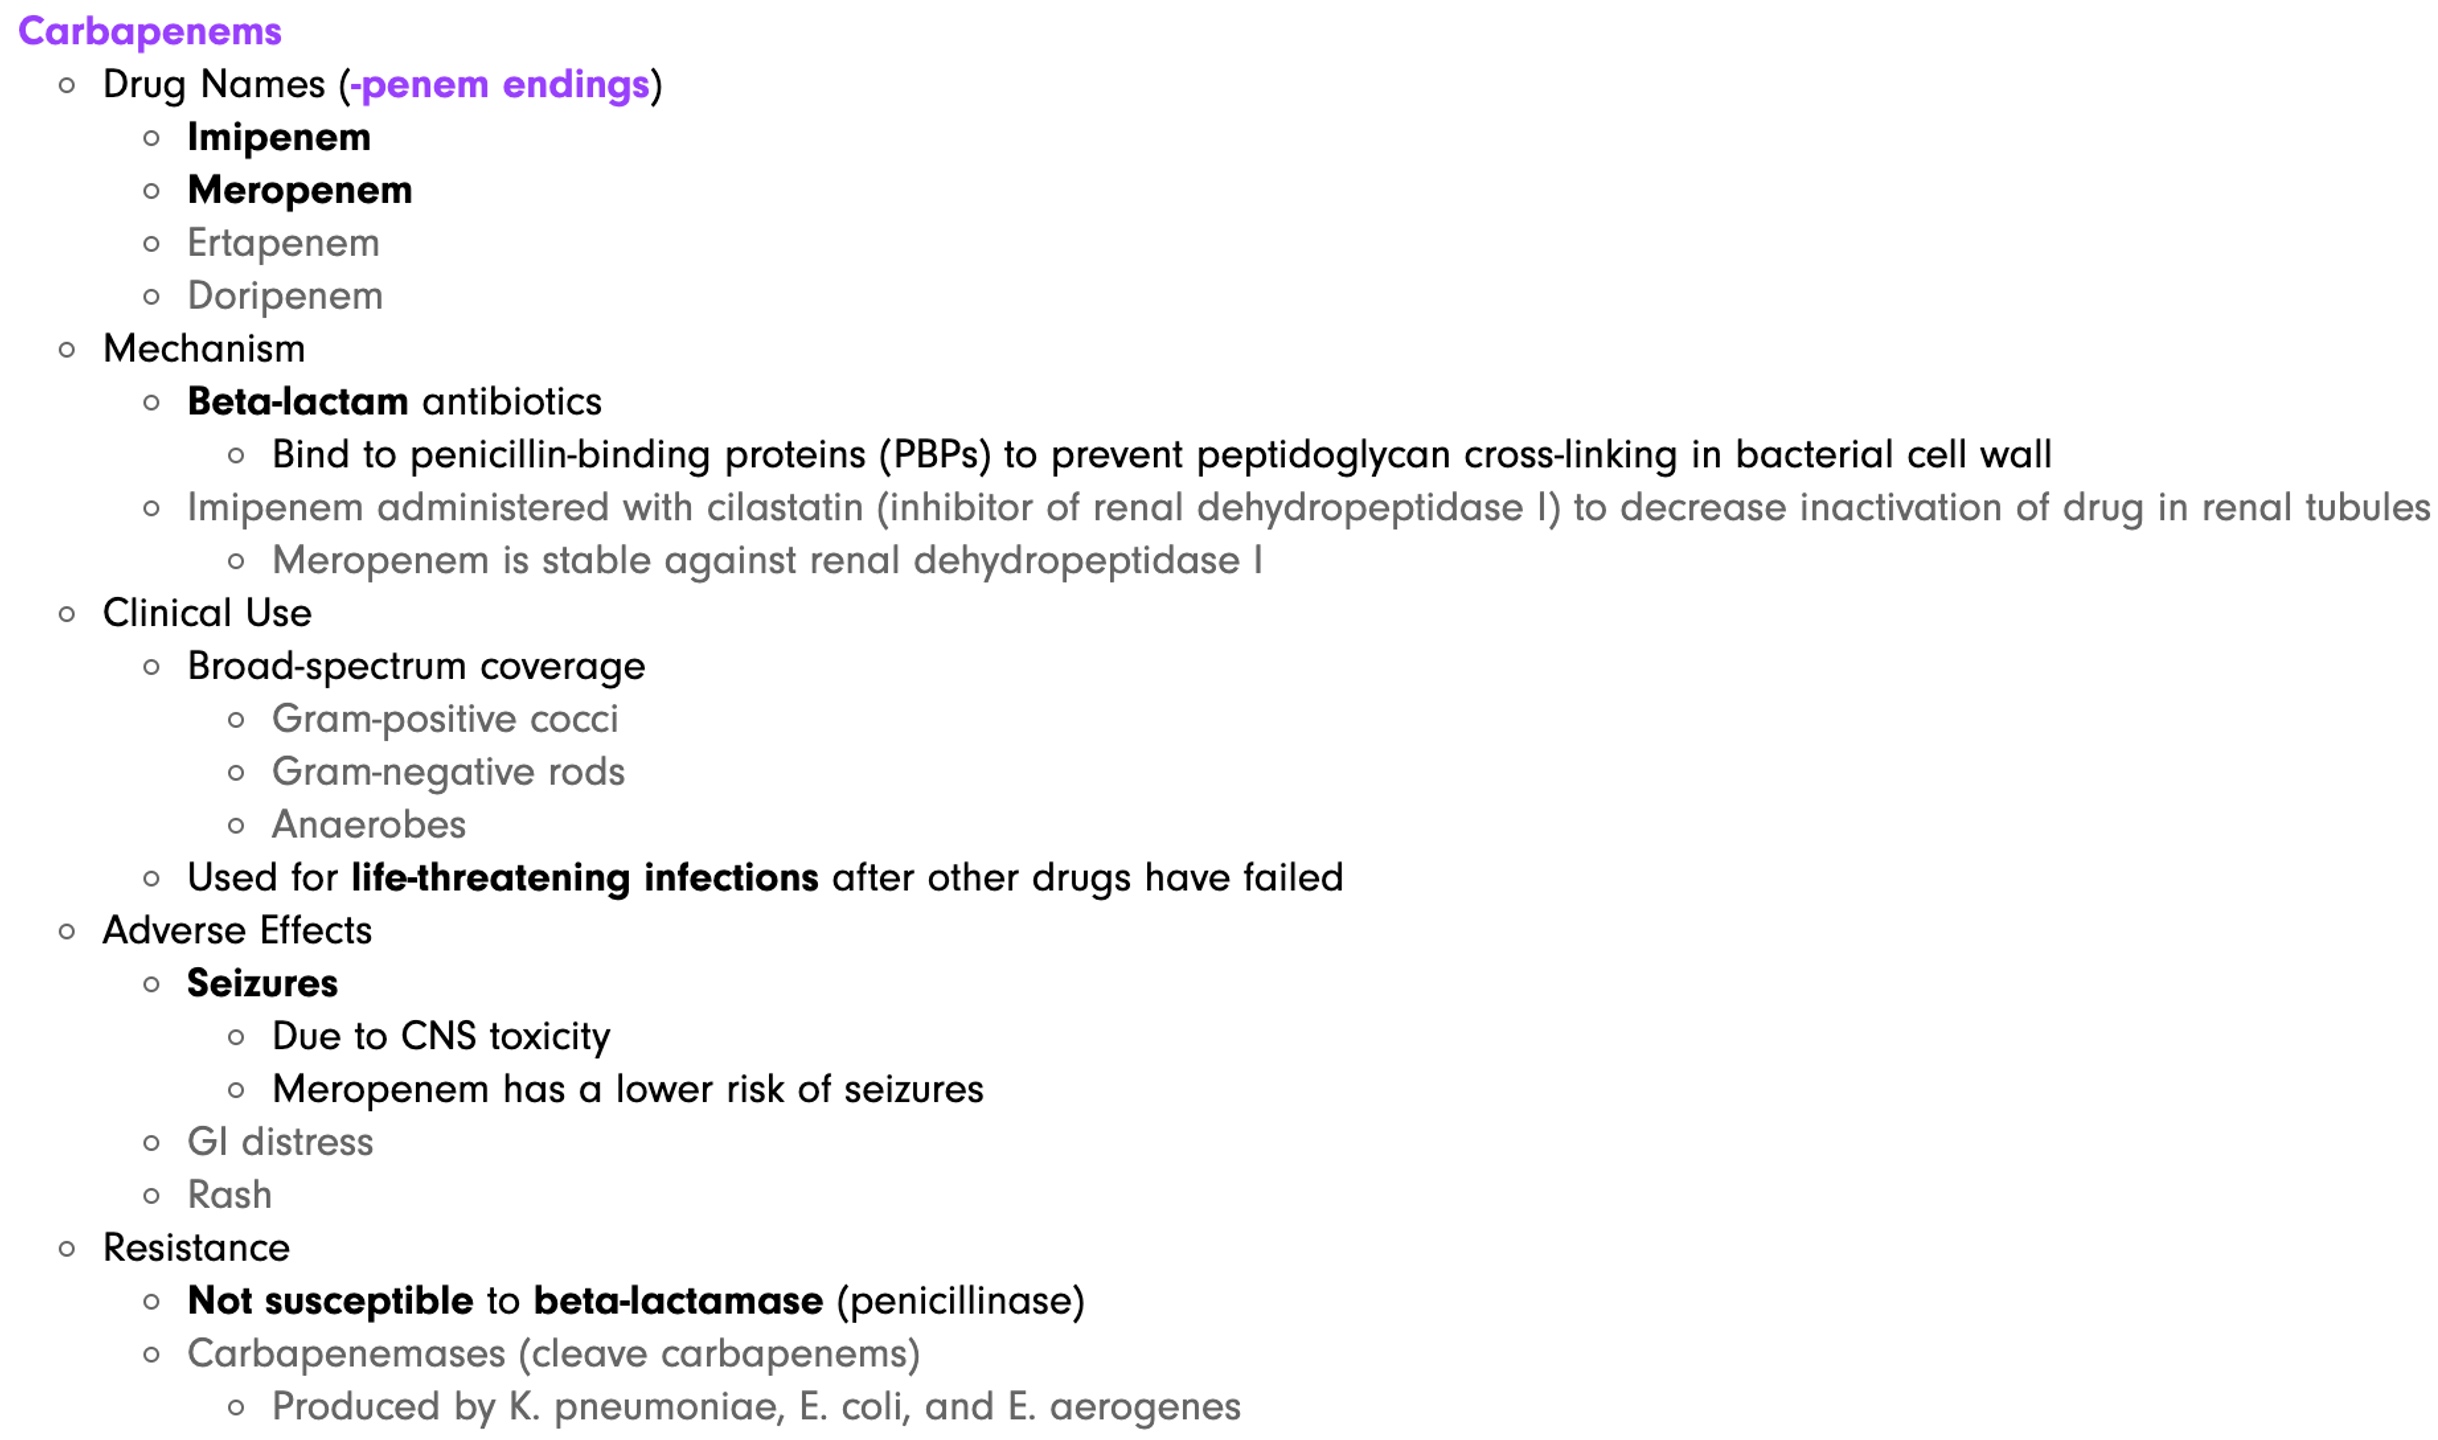 Carbapenems
Drug Names (-penem endings)
Imipenem
Meropenem
Ertapenem
Doripenem
Mechanism
Beta-lactam antibiotics
Bind to penicillin-binding proteins (PBPs) to prevent peptidoglycan cross-linking in bacterial cell wall
Imipenem administered with cilastatin (inhibitor of renal dehydropeptidase I) to decrease inactivation of drug in renal tubules
Meropenem is stable against renal dehydropeptidase I
Clinical Use
Broad-spectrum coverage
Gram-positive cocci
Gram-negative rods
Anaerobes
Used for life-threatening infections after other drugs have failed
Adverse Effects
Seizures
Due to CNS toxicity
Meropenem has a lower risk of seizures
GI distress
Rash
Resistance
Not susceptible to beta-lactamase (penicillinase)
Carbapenemases (cleave carbapenems)
Produced by K. pneumoniae, E. coli, and E. aerogenes